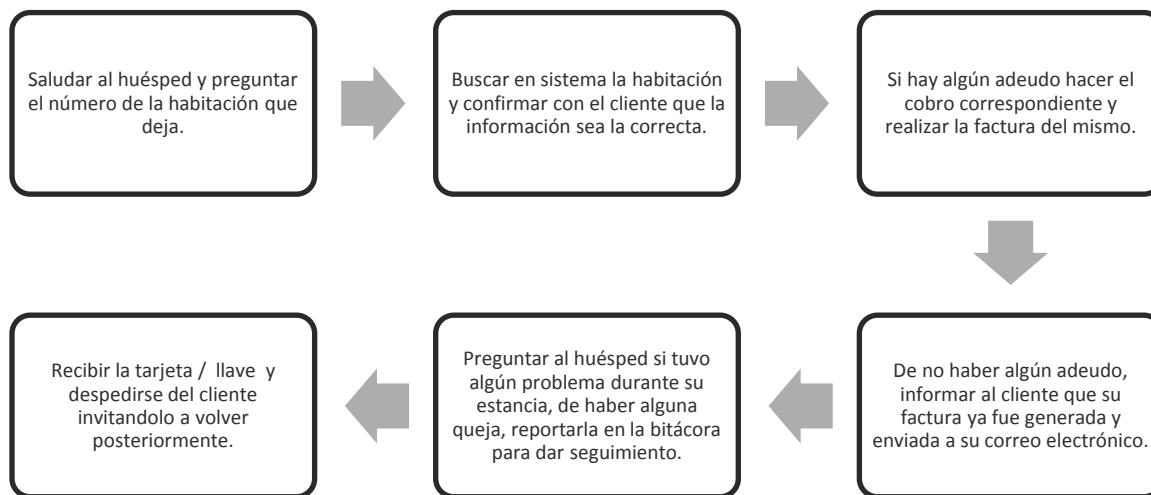 Saludar al huésped y preguntar
el número de la habitación que
deja.
Buscar en sistema la habitación
y confirmar con el cliente que la
información sea la correcta.
Si hay algún adeudo hacer el
cobro correspondiente y
realizar la factura del mismo.
De no haber algún adeudo,
informar al cliente que su
factura ya fue generada y
enviada a su correo electrónico.
Preguntar al huésped si tuvo
algún problema durante su
estancia, de haber alguna
queja, reportarla en la bitácora
para dar seguimiento.
Recibir la tarjeta / llave y
despedirse del cliente
invitandolo a volver
posteriormente.